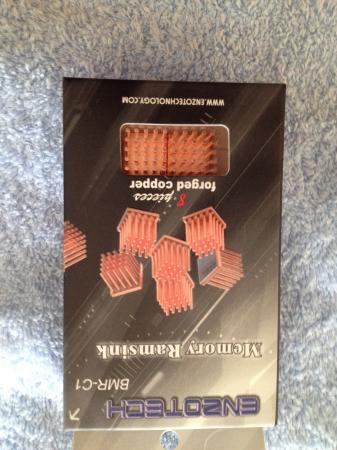 ENZOTECH
BMR-C1
Memory Ramsink
8 pieces
forged copper
WWW.ENZOTECHNOLOGY.COM